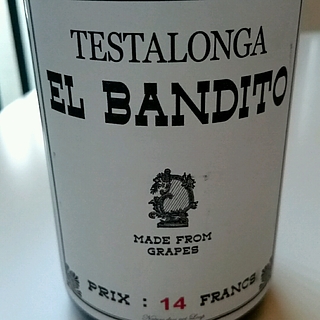 TESTALONGA
EL BANDITO
MADE FROM
GRAPES
PRIX : 14 FRANCS